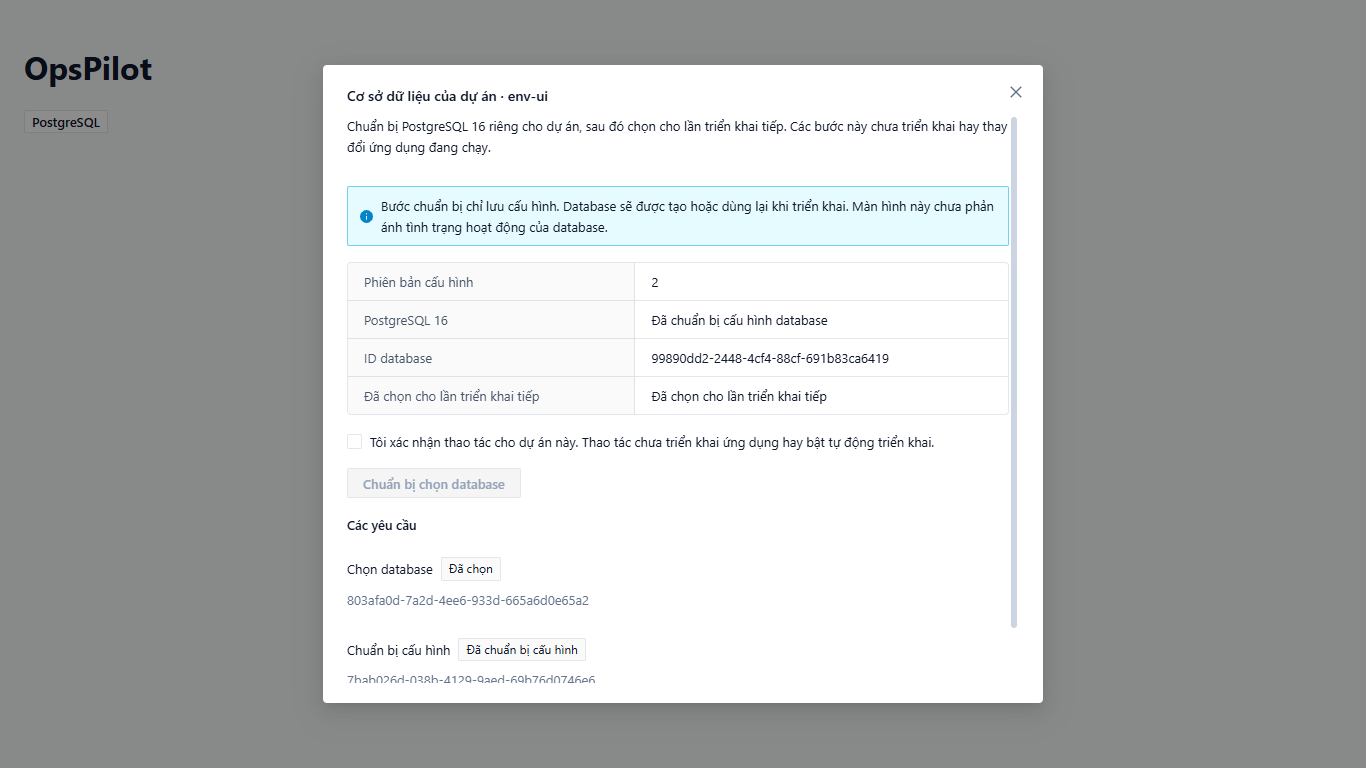 OpsPilot
PostgreSQL
Cơ sở dữ liệu của dự án · env-ui
Chuẩn bị PostgreSQL 16 riêng cho dự án, sau đó chọn cho lần triển khai tiếp. Các bước này chưa triển khai hay thay
đổi ứng dụng đang chạy.
Bước chuẩn bị chỉ lưu cấu hình. Database sẽ được tạo hoặc dùng lại khi triển khai. Màn hình này chưa phản
ánh tình trạng hoạt động của database.
Phiên bản cấu hình 2
PostgreSQL 16 Đã chuẩn bị cấu hình database
ID database 99890dd2-2448-4cf4-88cf-691b83ca6419
Đã chọn cho lần triển khai tiếp Đã chọn cho lần triển khai tiếp
Tôi xác nhận thao tác cho dự án này. Thao tác chưa triển khai ứng dụng hay bật tự động triển khai.
Chuẩn bị chọn database
Các yêu cầu
Chọn database Đã chọn
803afa0d-7a2d-4ee6-933d-665a6d0e65a2
Chuẩn bị cấu hình Đã chuẩn bị cấu hình
7bab026d-038b-4129-9aed-69b76d0746e6